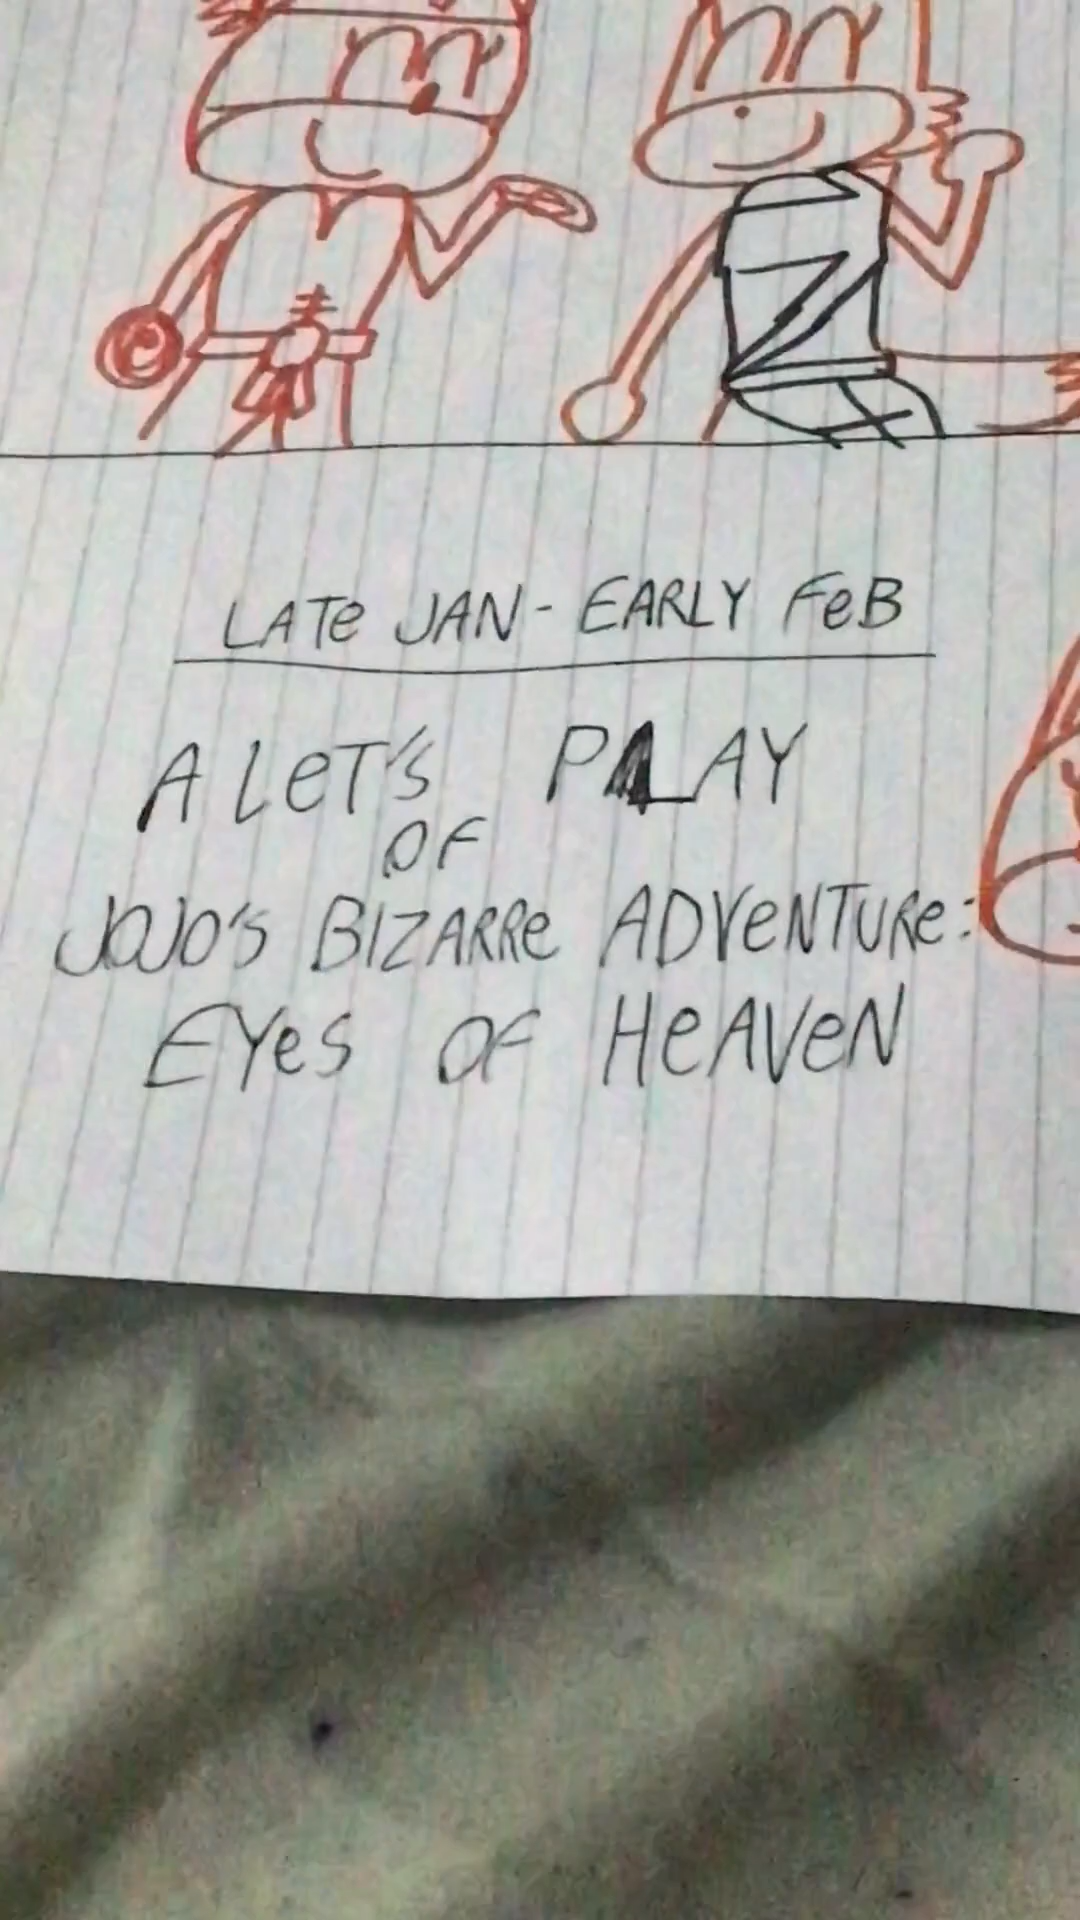 LATe JAN - EARLY FeB
A LeT'S PLAY
OF
JOJO'S BIZARRe ADVeNTURe:
EYeS OF HeAVeN